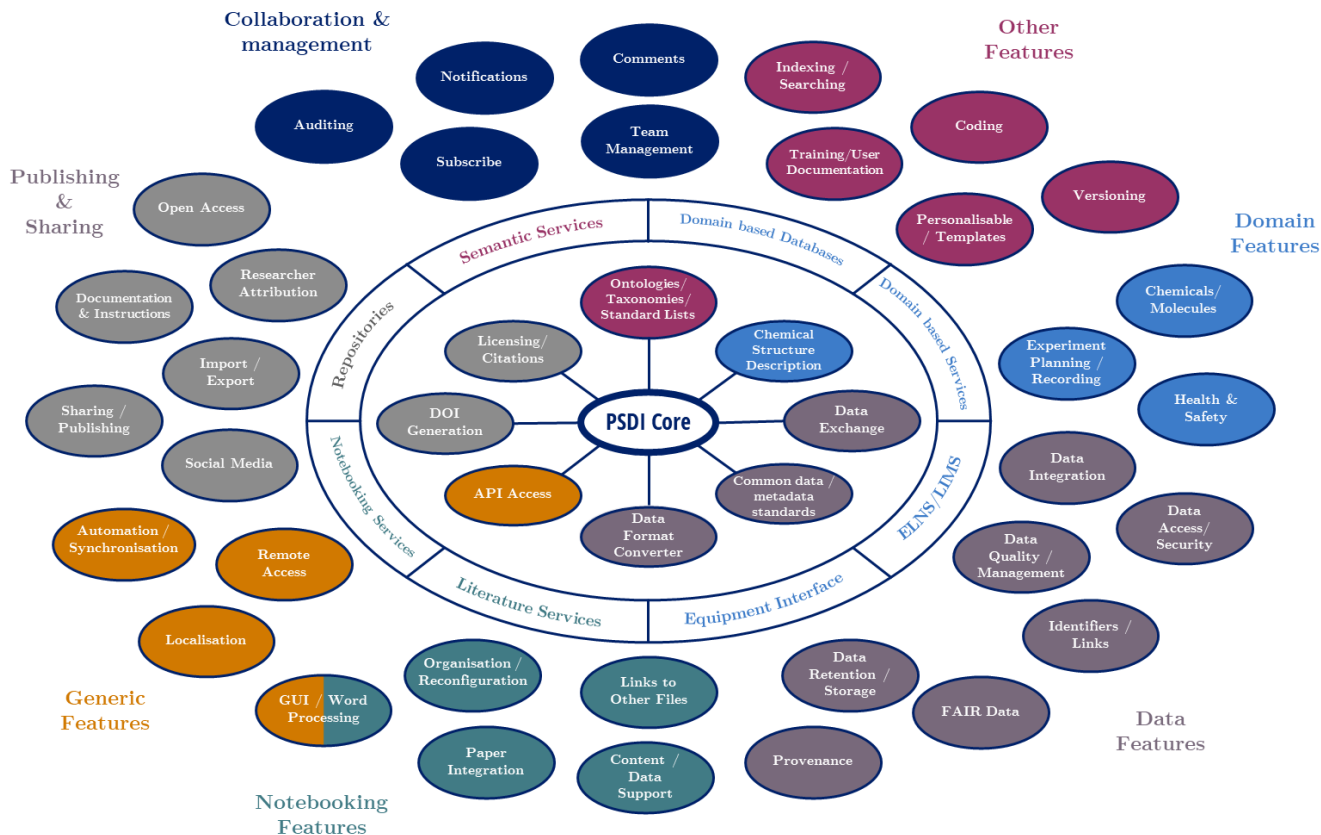 Collaboration &
management
Notifications
Comments
Auditing
Subscribe
Team
Management
Other
Features
Indexing /
Searching
Coding
Training/User
Documentation
Versioning
Personalisable
/ Templates
Publishing
&
Sharing
Open Access
Researcher
Attribution
Documentation
& Instructions
Import /
Export
Sharing /
Publishing
Social Media
Domain
Features
Chemicals/
Molecules
Experiment
Planning /
Recording
Health &
Safety
Semantic Services
Domain based Databases
Domain based Services
ELNS/LIMS
Equipment Interface
Literature Services
Notebooking Services
Repositories
Ontologies/
Taxonomies/
Standard Lists
Licensing/
Citations
Chemical
Structure
Description
DOI
Generation
PSDI Core
Data
Exchange
API Access
Common data /
metadata
standards
Data
Format
Converter
Automation /
Synchronisation
Remote
Access
Localisation
GUI / Word
Processing
Generic
Features
Organisation /
Reconfiguration
Links to
Other Files
Paper
Integration
Content /
Data
Support
Notebooking
Features
Data
Integration
Data
Access/
Security
Data
Quality /
Management
Identifiers /
Links
Data
Retention /
Storage
FAIR Data
Provenance
Data
Features